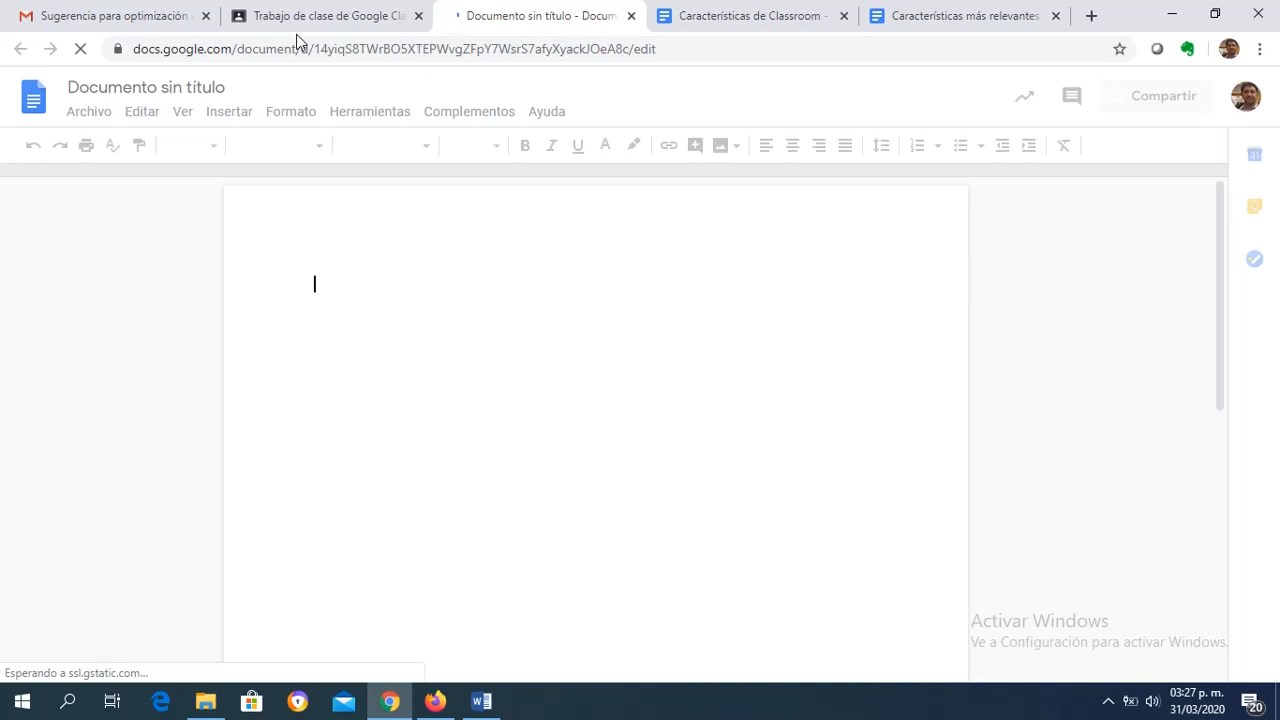 Sugerencia para optimización
Trabajo de clase de Google Cl
Documento sin título - Docum
Características de Classroom -
Características más relevantes
docs.google.com/document/d/14yiqS8TWrBO5XTEPWvgZFpY7WsrS7afyXyackJOeA8c/edit
Documento sin título
Archivo Editar Ver Insertar Formato Herramientas Complementos Ayuda
Compartir
31
Activar Windows
Ve a Configuración para activar Windows.
Esperando a ssl.gstatic.com...
03:27 p. m.
31/03/2020
20